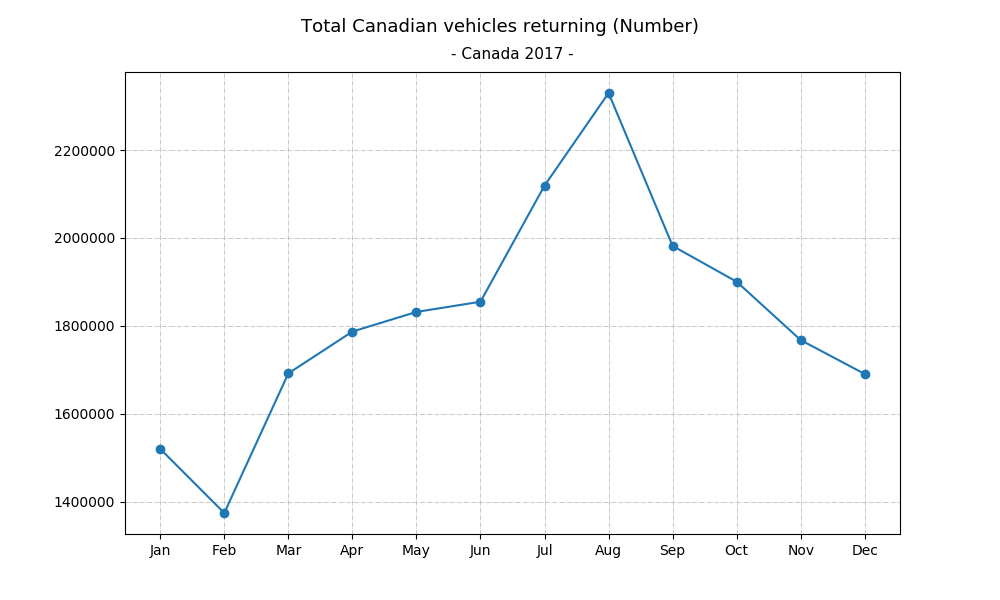 Total Canadian vehicles returning (Number)
- Canada 2017 -
2200000
2000000
1800000
1600000
1400000
Jan Feb Mar Apr May Jun Jul Aug Sep Oct Nov Dec